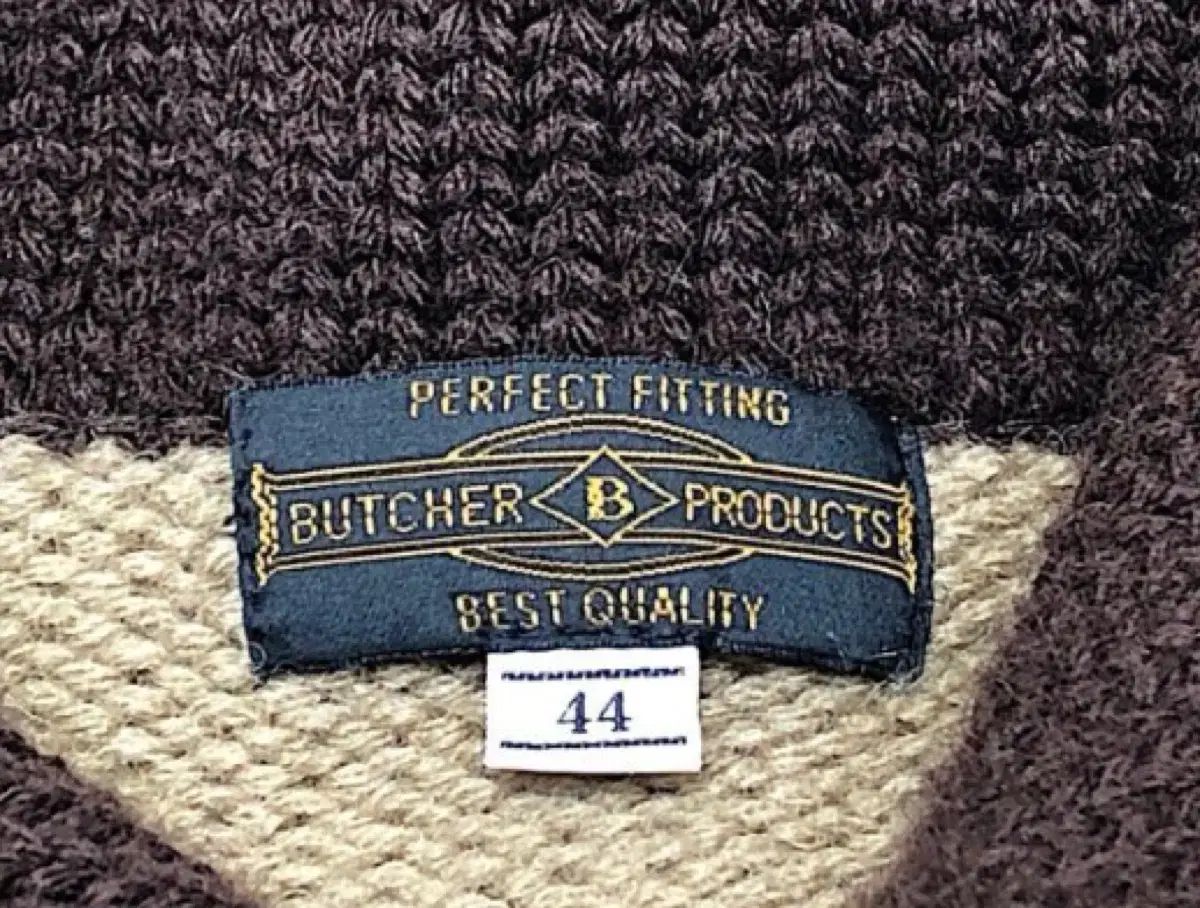 PERFECT FITTING
BUTCHER B PRODUCTS
BEST QUALITY
44